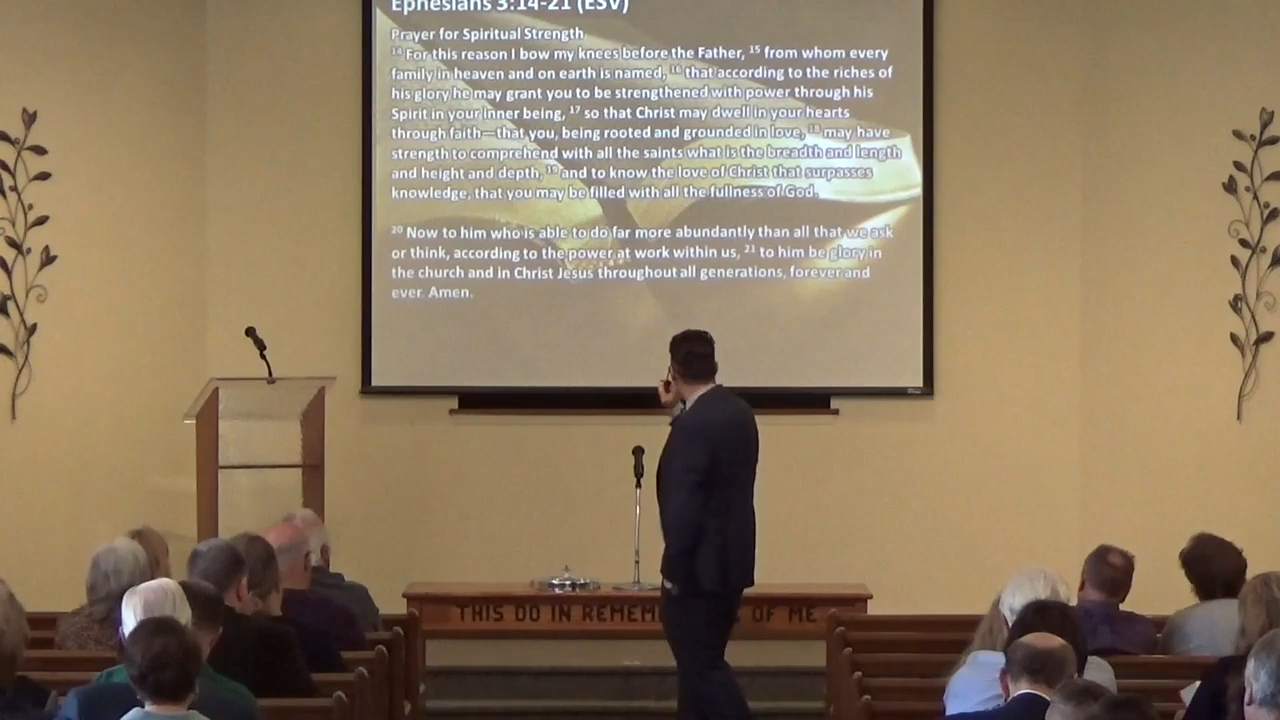 Ephesians 3:14-21 (ESV)
Prayer for Spiritual Strength
14 For this reason I bow my knees before the Father, 15 from whom every
family in heaven and on earth is named, 16 that according to the riches of
his glory he may grant you to be strengthened with power through his
Spirit in your inner being, 17 so that Christ may dwell in your hearts
through faith—that you, being rooted and grounded in love, 18 may have
strength to comprehend with all the saints what is the breadth and length
and height and depth, 19 and to know the love of Christ that surpasses
knowledge, that you may be filled with all the fullness of God.
20 Now to him who is able to do far more abundantly than all that we ask
or think, according to the power at work within us, 21 to him be glory in
the church and in Christ Jesus throughout all generations, forever and
ever. Amen.
THIS DO IN REMEM OF ME